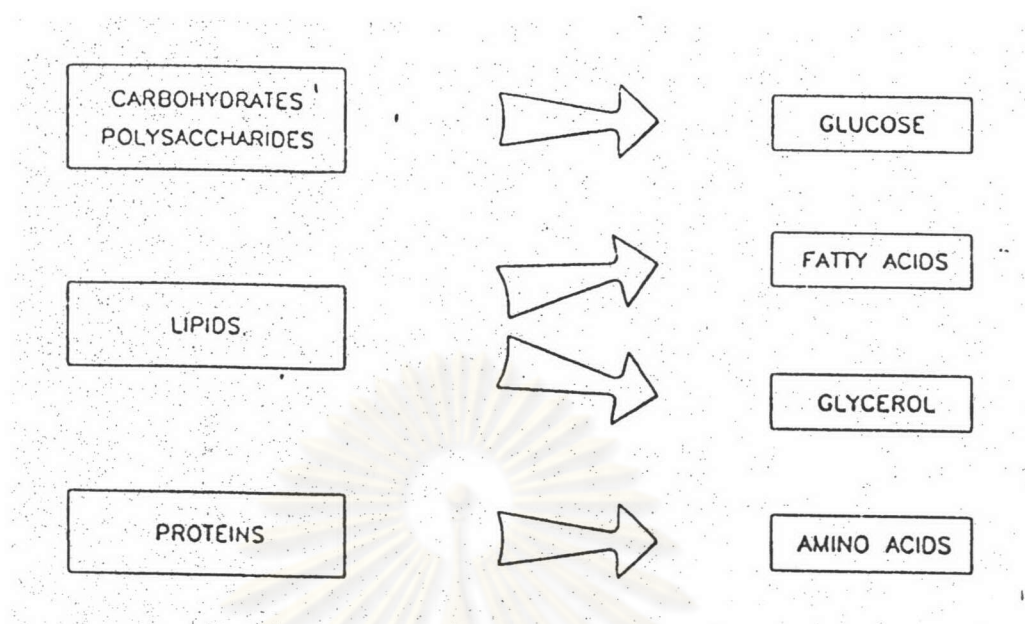 CARBOHYDRATES
POLYSACCHARIDES
GLUCOSE
LIPIDS
FATTY ACIDS
GLYCEROL
PROTEINS
AMINO ACIDS